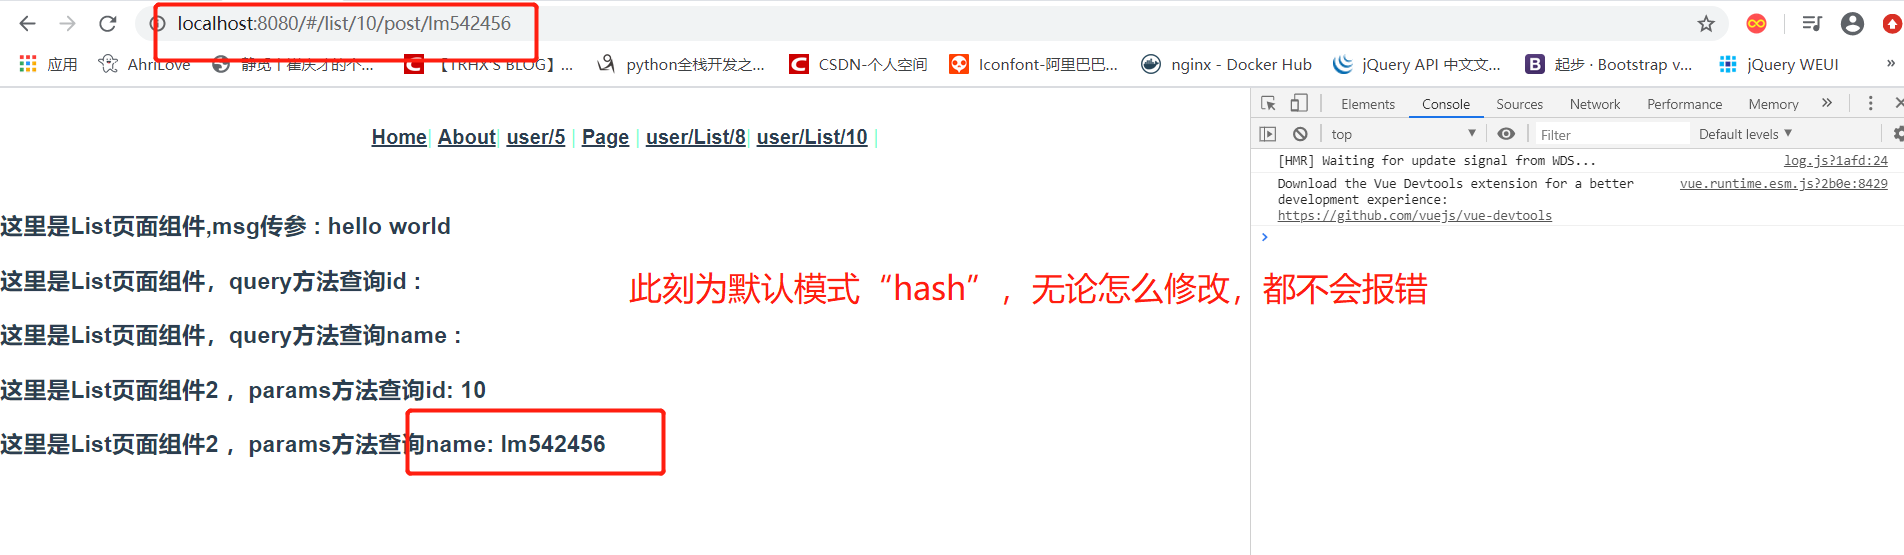 localhost:8080/#/list/10/post/lm542456
应用 AhriLove 静觅丨崔庆才的个... 【TRHX'S BLOG】... python全栈开发之... CSDN-个人空间 Iconfont-阿里巴巴... nginx - Docker Hub jQuery API 中文文... 起步 · Bootstrap v... jQuery WEUI »
Elements Console Sources Network Performance Memory »
top Filter Default levels
Home| About| user/5 | Page | user/List/8| user/List/10 |
[HMR] Waiting for update signal from WDS... log.js?1afd:24
Download the Vue Devtools extension for a better vue.runtime.esm.js?2b0e:8429
development experience:
https://github.com/vuejs/vue-devtools
这里是List页面组件,msg传参 : hello world
这里是List页面组件，query方法查询id :
此刻为默认模式“hash”，无论怎么修改，都不会报错
这里是List页面组件，query方法查询name :
这里是List页面组件2 ，params方法查询id: 10
这里是List页面组件2 ，params方法查询name: lm542456